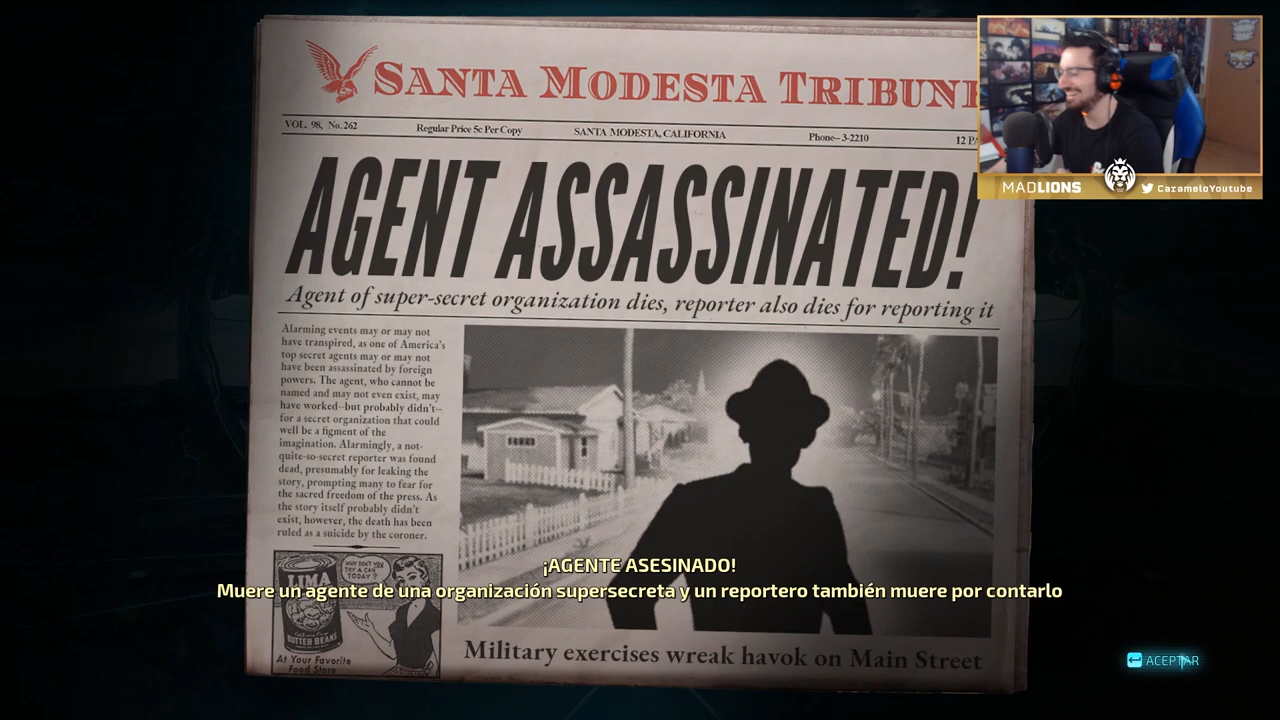 SANTA MODESTA TRIBUNE
VOL. 98, No. 262
Regular Price 5c Per Copy
SANTA MODESTA, CALIFORNIA
Phone–3-2210
12 PA
MADLIONS
CarameloYoutube
AGENT ASSASSINATED!
Agent of super-secret organization dies, reporter also dies for reporting it
Alarming events may or may not
have transpired, as one of America's
top secret agents may or may not
have been assassinated by foreign
powers. The agent, who cannot be
named and may not even exist, may
have worked–but probably didn't–
for a secret organization that could
well be a figment of the
imagination. Alarmingly, a not-
quite-so-secret reporter was found
dead, presumably for leaking the
story, prompting many to fear for
the sacred freedom of the press. As
the story itself probably didn't
exist, however, the death has been
ruled as a suicide by the coroner.
WHY DON'T YOU
TRY A CAN
TODAY?
LIMA
California Pure
BUTTER BEANS
At Your Favorite
Food Store
¡AGENTE ASESINADO!
Muere un agente de una organización supersecreta y un reportero también muere por contarlo
Military exercises wreak havok on Main Street
ACEPTAR